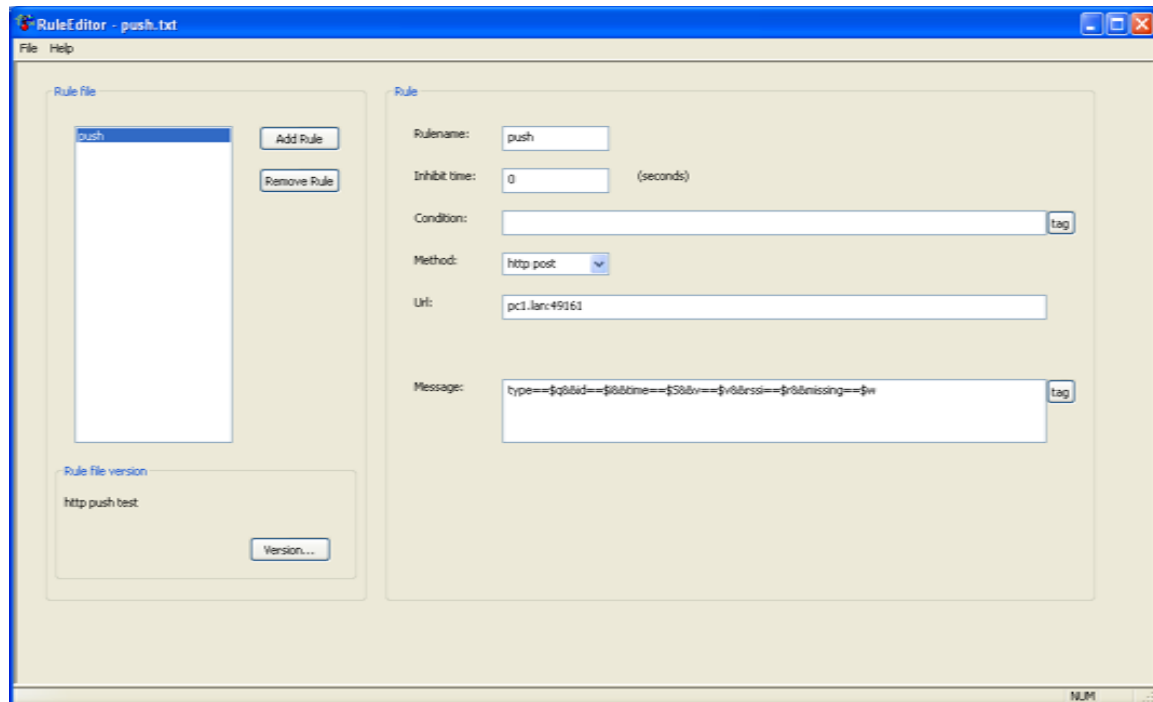 RuleEditor - push.txt
File Help
Rule file
push
Add Rule
Remove Rule
Rule file version
http push test
Version...
Rule
Rulename:
push
Inhibit time:
0
(seconds)
Condition:
tag
Method:
http post
Url:
pc1.lan:49161
Message:
type==$q&&id==$i&&time==$S&&v==$v&&rssi==$r&&missing==$w
tag
NUM